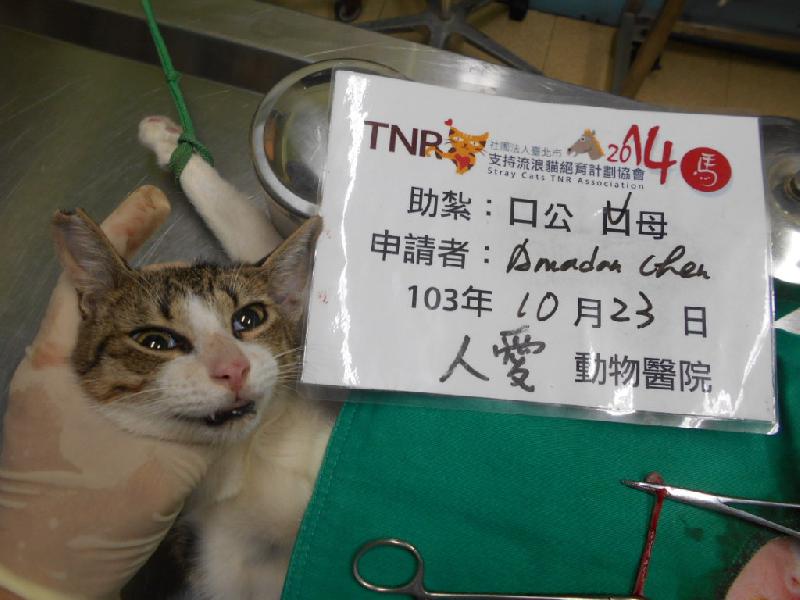 TNR 社團法人臺北市 2014 馬
支持流浪貓絕育計劃協會
Stray Cats TNR Association
助紮：口公 口母
申請者：Amadan Chen
103年 10月23日
人愛 動物醫院